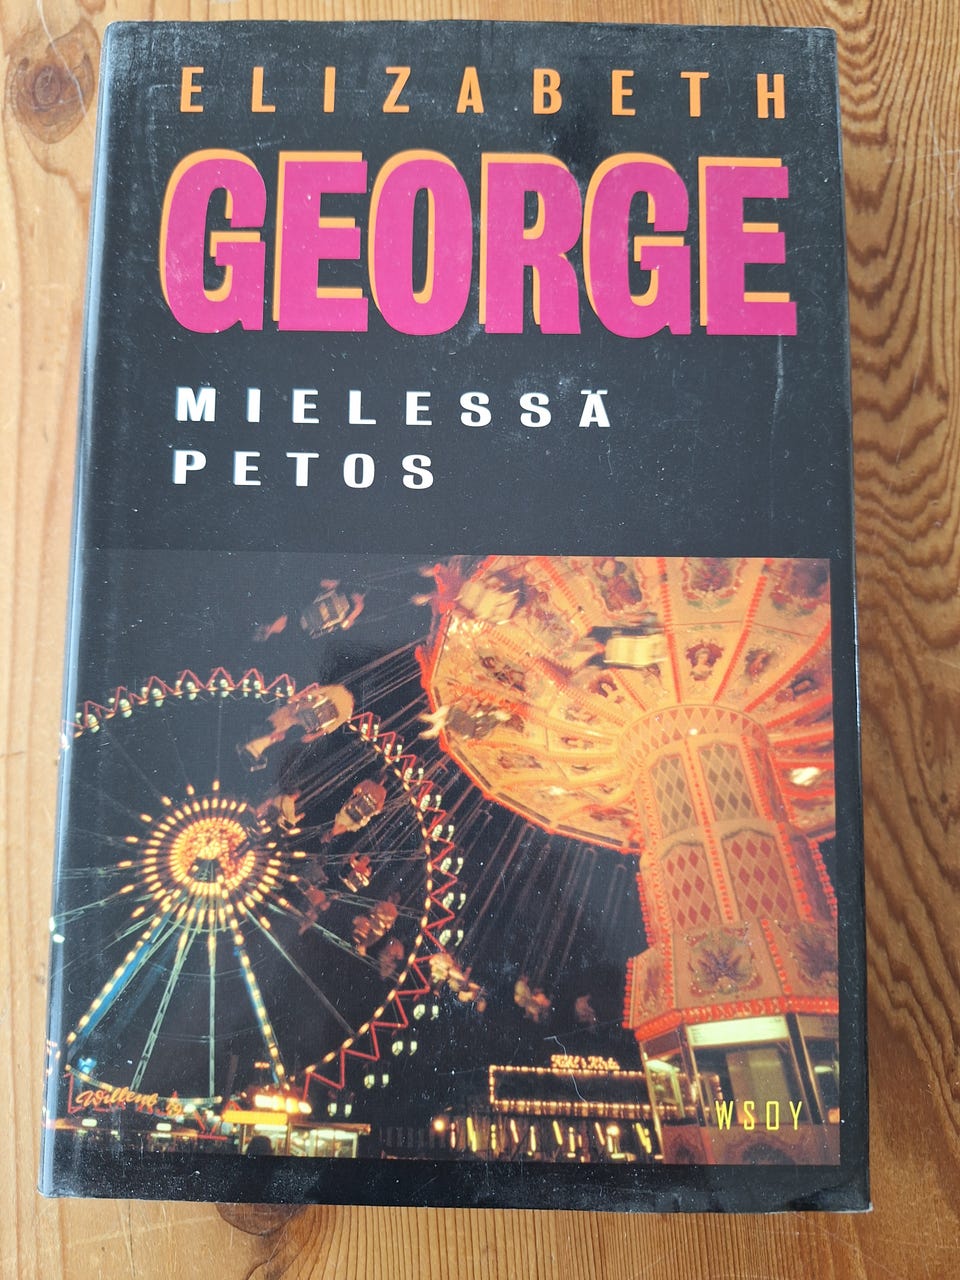 ELIZABETH
GEORGE
MIELESSÄ
PETOS
WSOY